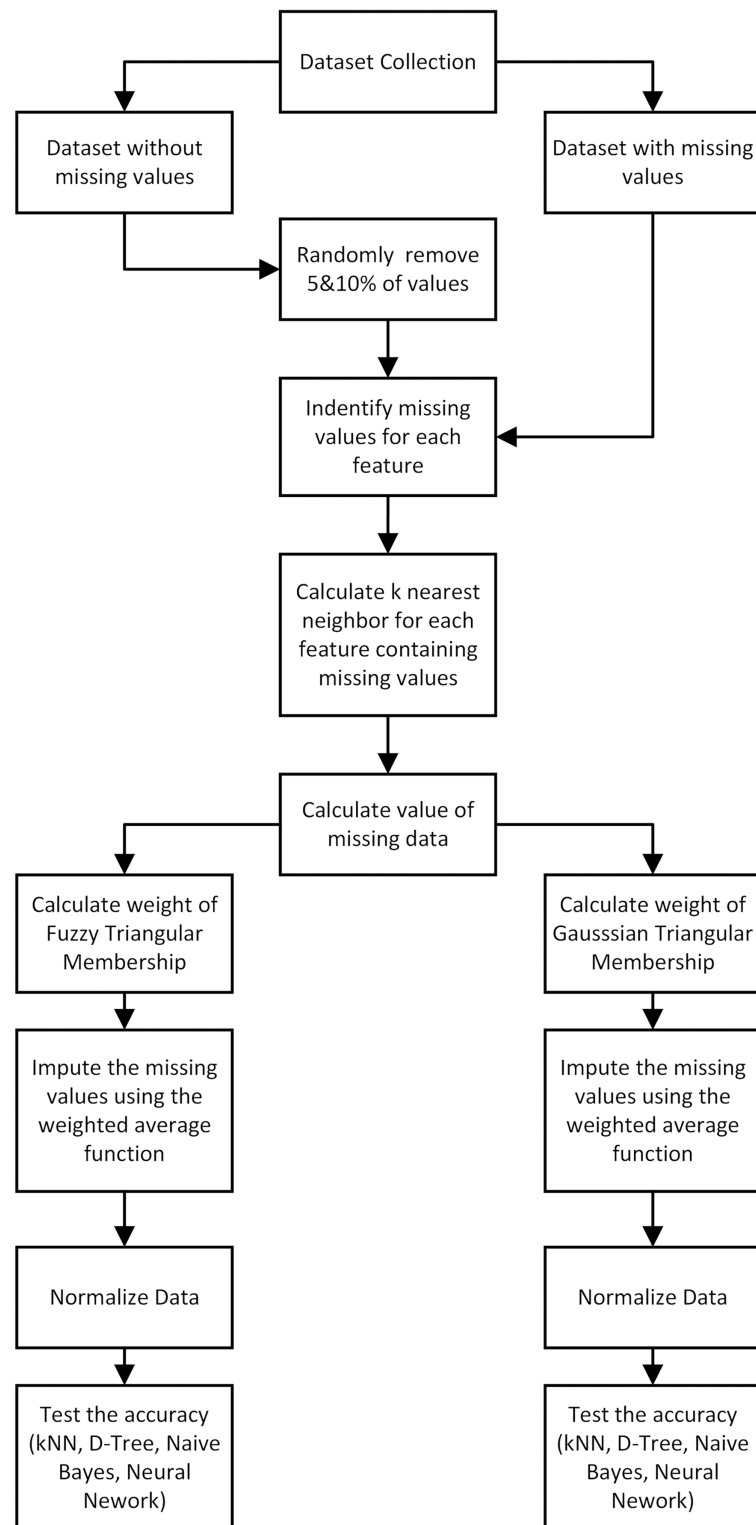 Dataset Collection
Dataset without
missing values
Dataset with missing
values
Randomly remove
5&10% of values
Indentify missing
values for each
feature
Calculate k nearest
neighbor for each
feature containing
missing values
Calculate value of
missing data
Calculate weight of
Fuzzy Triangular
Membership
Calculate weight of
Gausssian Triangular
Membership
Impute the missing
values using the
weighted average
function
Impute the missing
values using the
weighted average
function
Normalize Data
Normalize Data
Test the accuracy
(kNN, D-Tree, Naive
Bayes, Neural
Nework)
Test the accuracy
(kNN, D-Tree, Naive
Bayes, Neural
Nework)